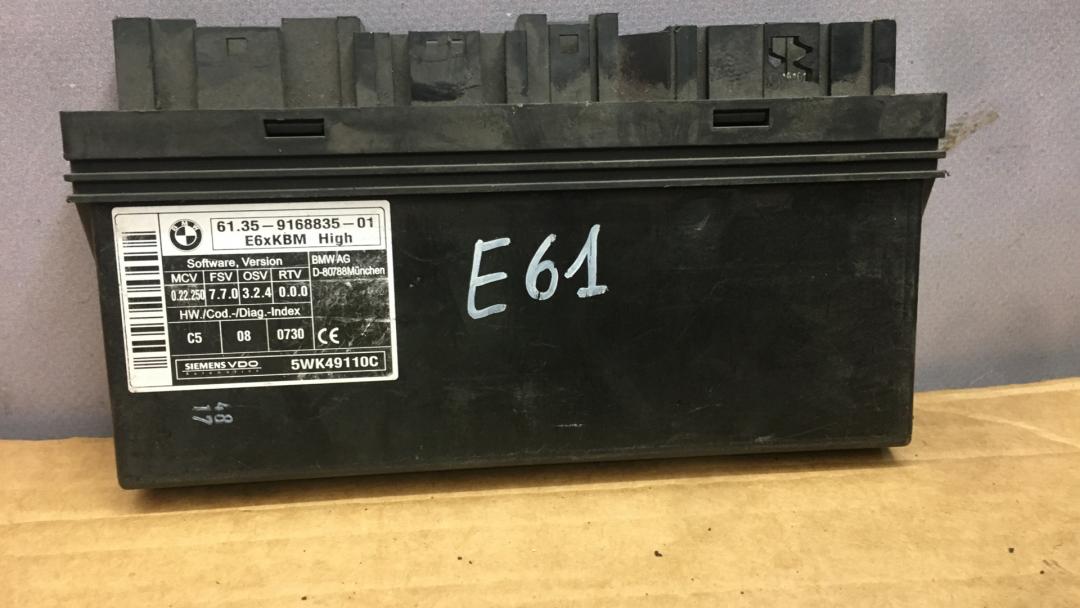 BMW
61.35-9168835-01
E6xKBM High
Software, Version
BMW AG
D-80788München
MCV FSV OSV RTV
0.22.250 7.7.0 3.2.4 0.0.0
HW./Cod.-/Diag.-Index
C5 08 0730 CE
SIEMENS VDO
Automotive
5WK49110C
E61
48
17